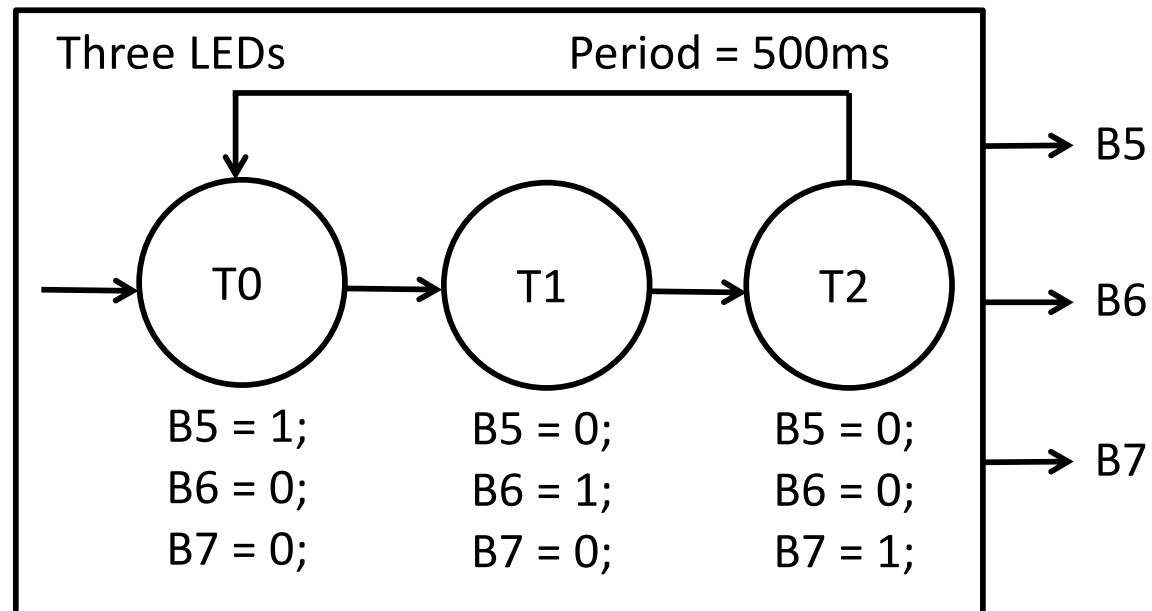 Three LEDs
Period = 500ms
T0
T1
T2
B5 = 1;
B6 = 0;
B7 = 0;
B5 = 0;
B6 = 1;
B7 = 0;
B5 = 0;
B6 = 0;
B7 = 1;
B5
B6
B7